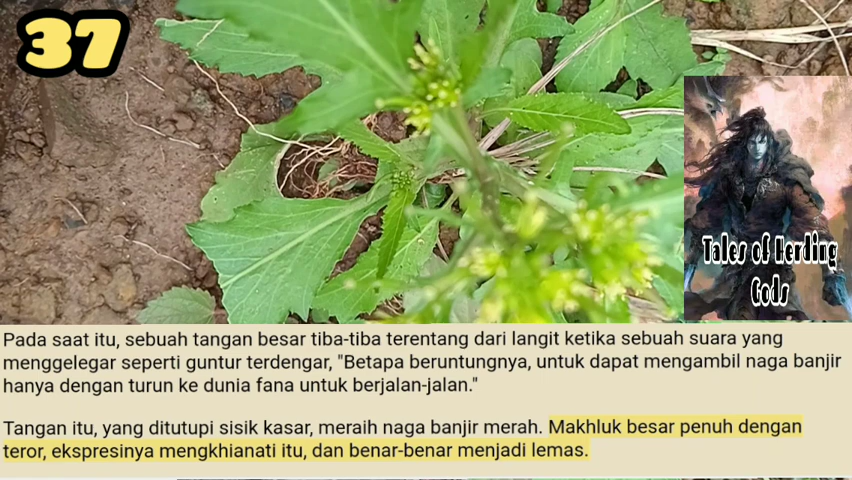 37
Tales of Herding
Gods
Pada saat itu, sebuah tangan besar tiba-tiba terentang dari langit ketika sebuah suara yang
menggelegar seperti guntur terdengar, "Betapa beruntungnya, untuk dapat mengambil naga banjir
hanya dengan turun ke dunia fana untuk berjalan-jalan."
Tangan itu, yang ditutupi sisik kasar, meraih naga banjir merah. Makhluk besar penuh dengan
teror, ekspresinya mengkhianati itu, dan benar-benar menjadi lemas.